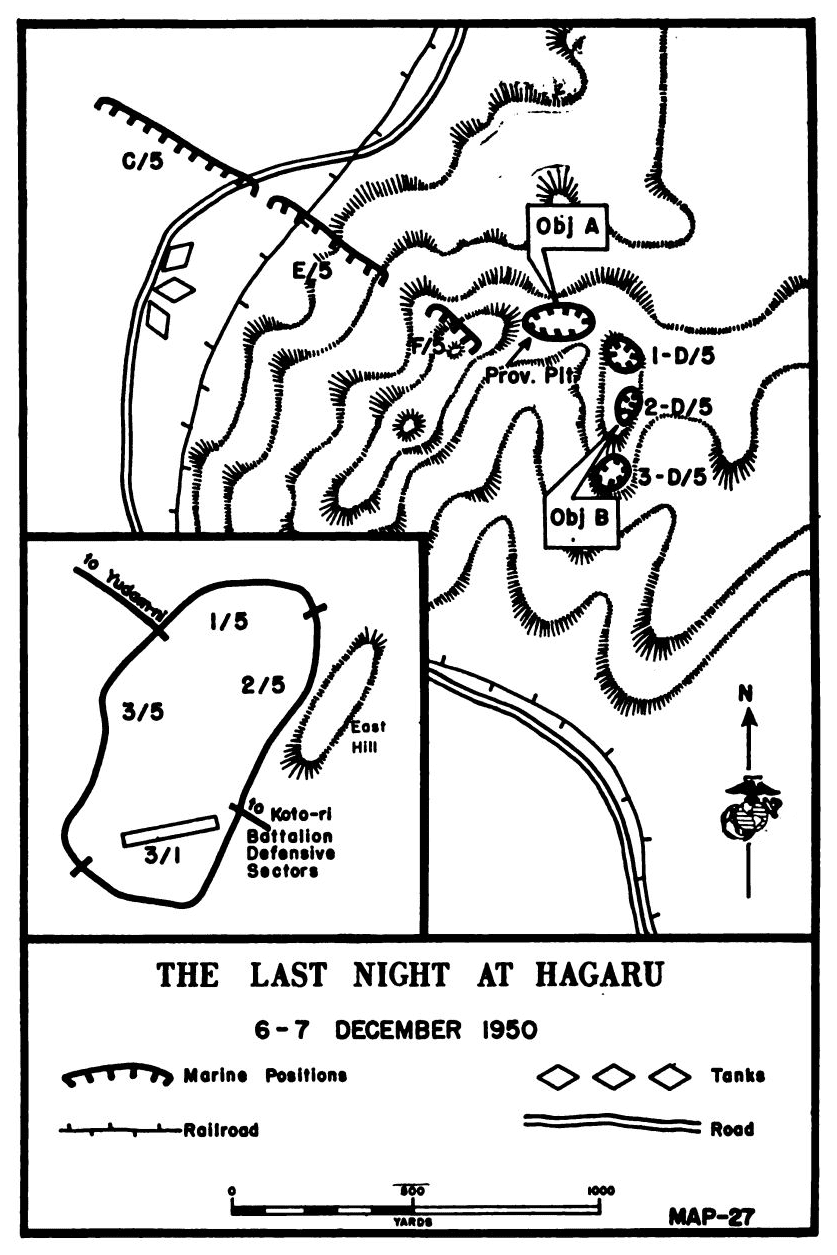 C/5
E/5
Obj A
F/5
Prov. Plt.
1-D/5
2-D/5
3-D/5
Obj B
to Yudam-ni
1/5
2/5
3/5
East
Hill
to Koto-ri
Battalion
Defensive
Sectors
3/1
N
THE LAST NIGHT AT HAGARU
6-7 DECEMBER 1950
Marine Positions
Tanks
Railroad
Road
0 500 1000
YARDS
MAP-27